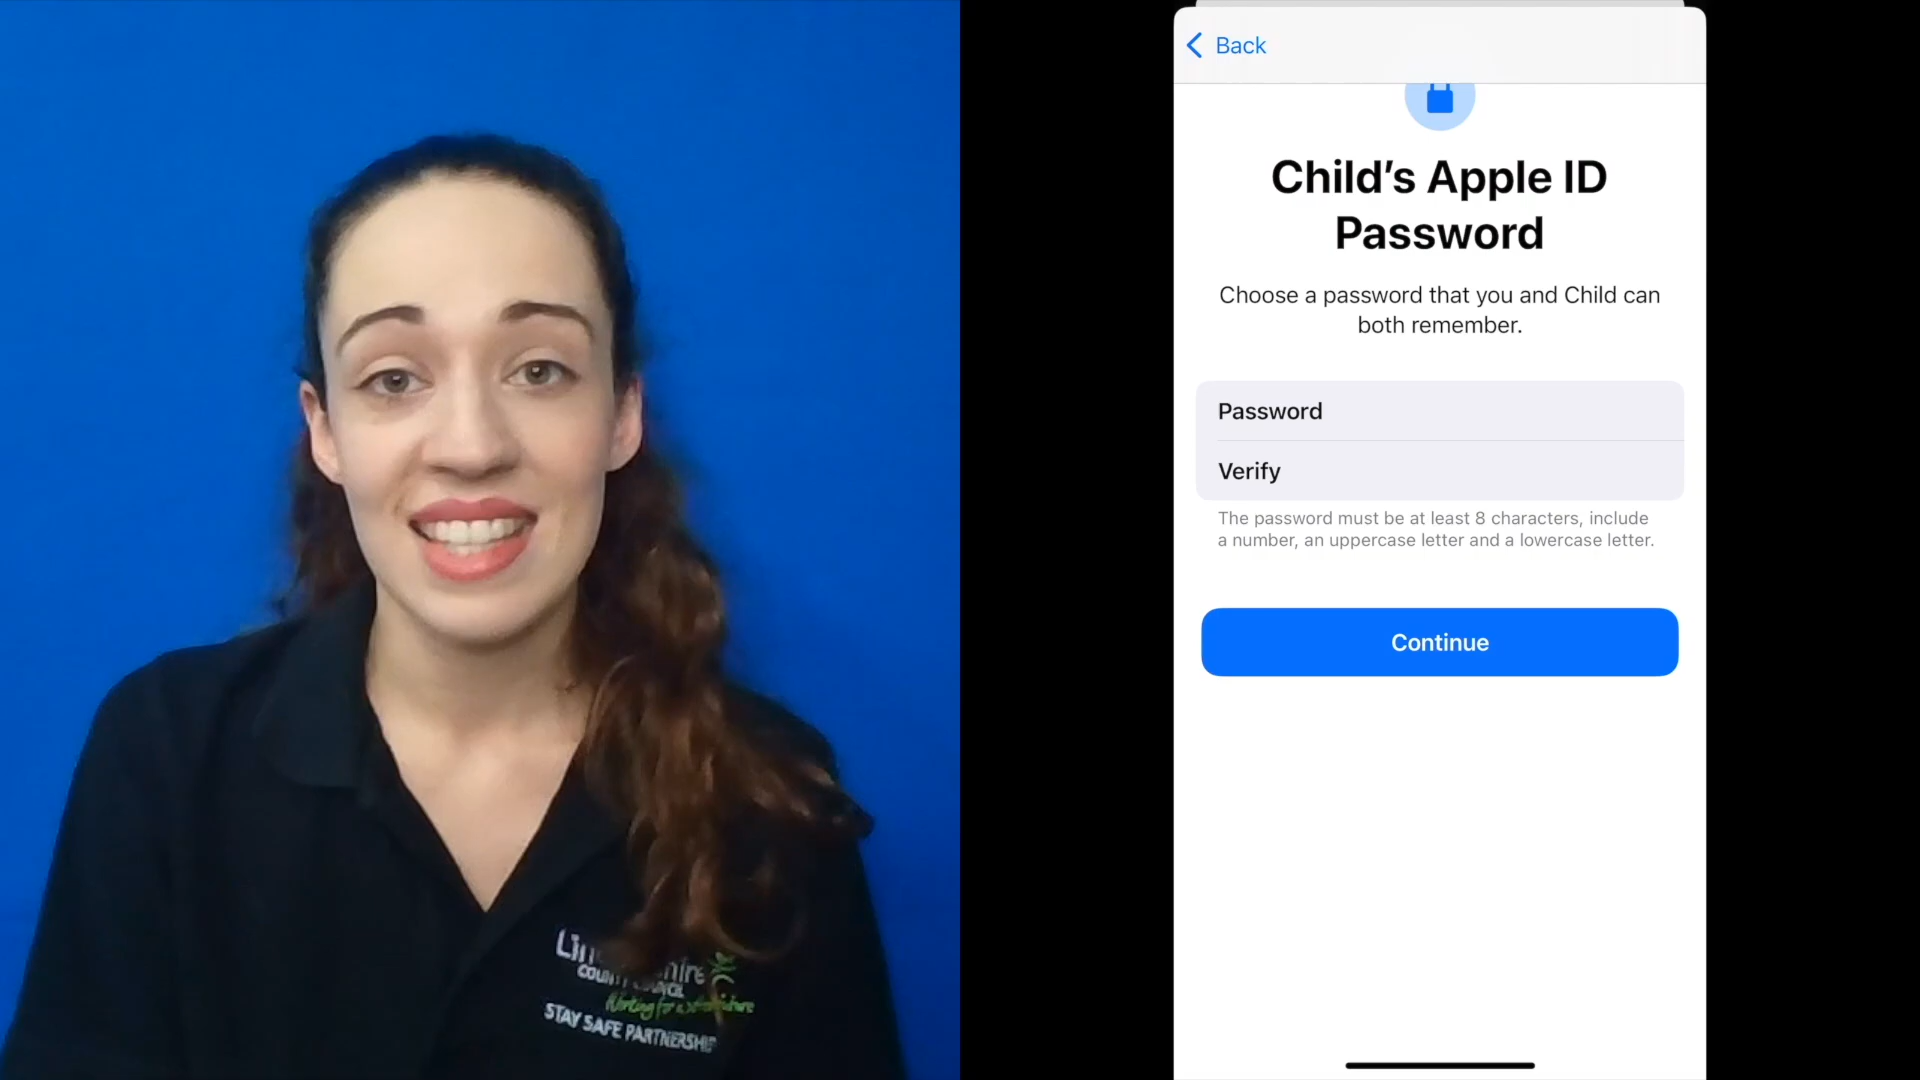 COUNCIL
STAY SAFE PARTNERSHIP
Back
Child’s Apple ID
Password
Choose a password that you and Child can
both remember.
Password
Verify
The password must be at least 8 characters, include
a number, an uppercase letter and a lowercase letter.
Continue